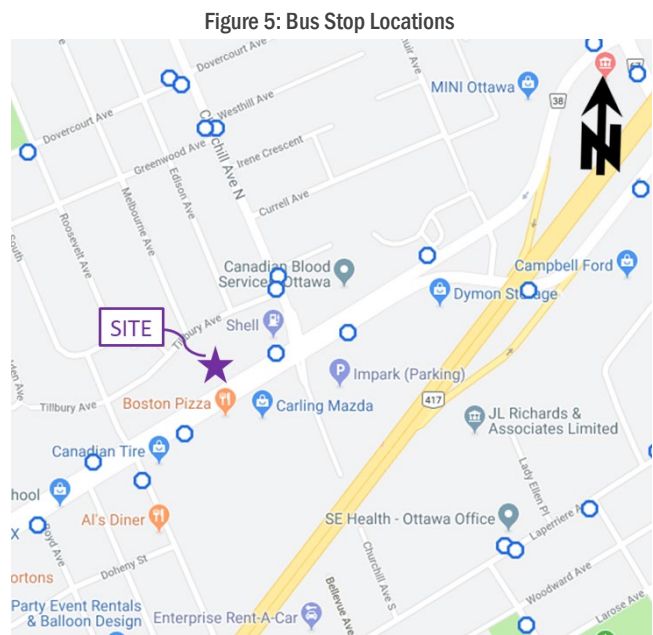 Figure 5: Bus Stop Locations
Dovercourt Ave
MINI Ottawa
38
Churchill Ave N
Westhill Ave
Dovercourt Ave
Greenwood Ave
Irene Crescent
Edison Ave
Melbourne Ave
Roosevelt Ave
Currell Ave
N
South
Canadian Blood
Services Ottawa
Campbell Ford
Dymon Storage
SITE
Tillbury Ave
Shell
Impark (Parking)
417
Tillbury Ave
Boston Pizza
Carling Mazda
JL Richards &
Associates Limited
Canadian Tire
Lady Ellen Pl
hool
SE Health - Ottawa Office
Laperriere A
X
Al's Diner
Boyd Ave
Churchill Ave S
Doheny St
ortons
Bellevue Ave
Woodward Ave
Larose Ave
Party Event Rentals
& Balloon Design
Enterprise Rent-A-Car